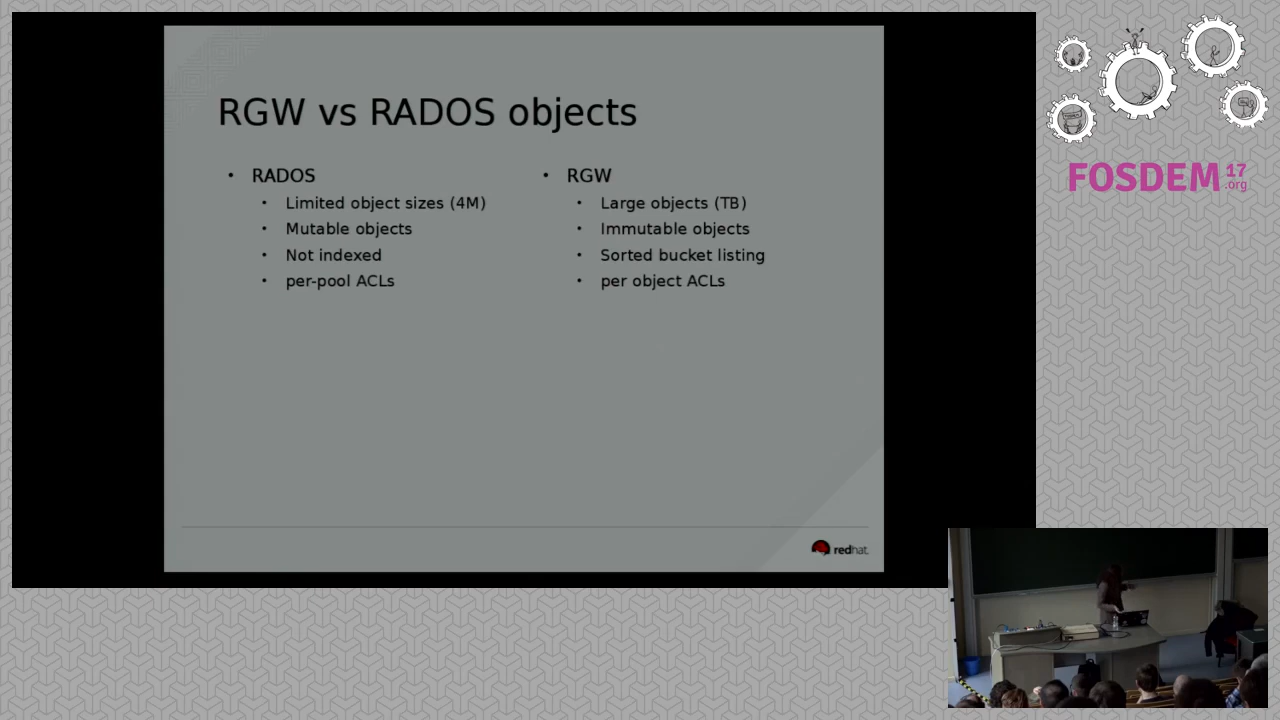 RGW vs RADOS objects
• RADOS
• Limited object sizes (4M)
• Mutable objects
• Not indexed
• per-pool ACLs
• RGW
• Large objects (TB)
• Immutable objects
• Sorted bucket listing
• per object ACLs
redhat.
FOSDEM 17
.org